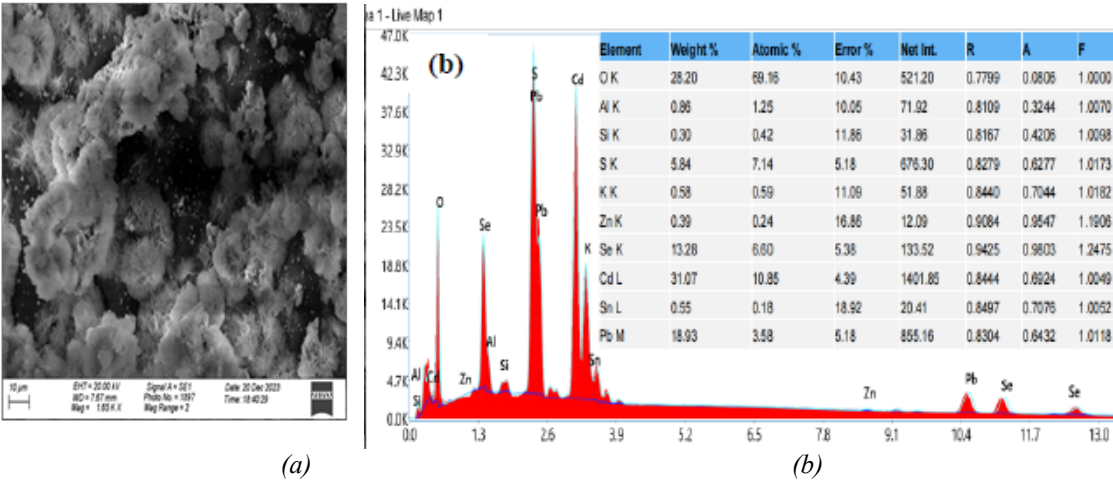 10 µm
EHT = 20.00 kV
WD = 7.67 mm
Mag = 1.65 K X
Signal A = SE1
Photo No. = 1897
Mag Range = 2
Date: 20 Dec 2023
Time: 18:40:29
ZEISS
(a)
a 1 - Live Map 1
(b)
47.0K
42.3K
37.6K
32.9K
28.2K
23.5K
18.8K
14.1K
9.4K
4.7K
0.0K
0.0 1.3 2.6 3.9 5.2 6.5 7.8 9.1 10.4 11.7 13.0
Al
Si
Cd
O
Zn
Se
Al
Si
S
Pb
Pb
Cd
K
Sn
Zn
Pb
Se
Se
Element Weight % Atomic % Error % Net Int. R A F
O K 28.20 69.16 10.43 521.20 0.7799 0.0806 1.0000
Al K 0.86 1.25 10.05 71.92 0.8109 0.3244 1.0070
Si K 0.30 0.42 11.86 31.86 0.8167 0.4206 1.0098
S K 5.84 7.14 5.18 676.30 0.8279 0.6277 1.0173
K K 0.58 0.59 11.09 51.88 0.8440 0.7044 1.0182
Zn K 0.39 0.24 16.86 12.09 0.9084 0.9547 1.1906
Se K 13.28 6.60 5.38 133.52 0.9425 0.9803 1.2475
Cd L 31.07 10.85 4.39 1401.85 0.8444 0.6924 1.0049
Sn L 0.55 0.18 18.92 20.41 0.8497 0.7076 1.0052
Pb M 18.93 3.58 5.18 855.16 0.8304 0.6432 1.0118
(b)